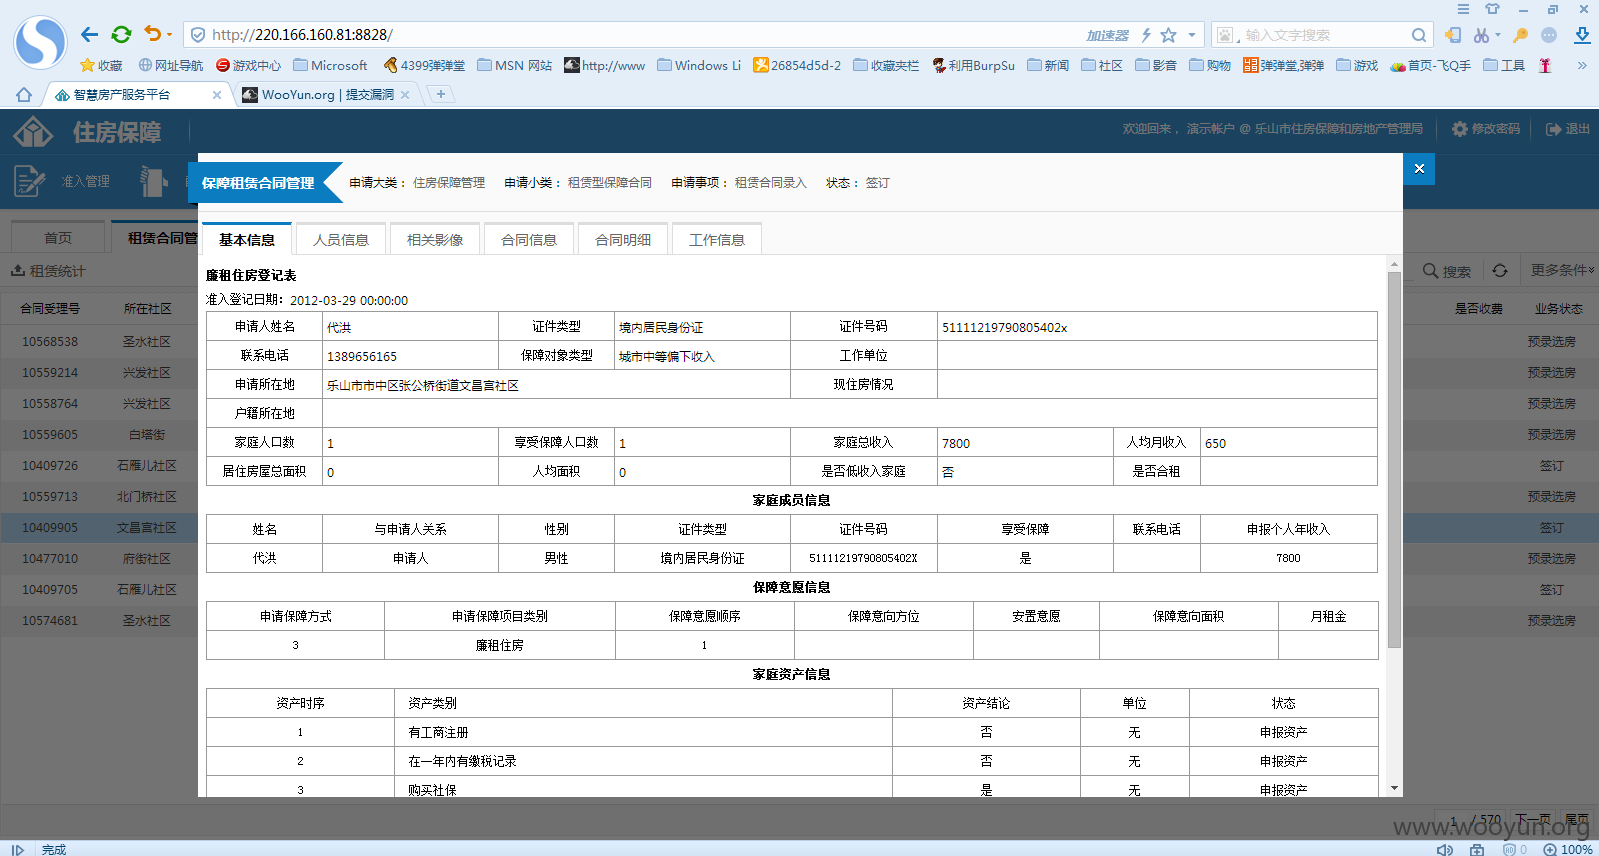 http://220.166.160.81:8828/
加速器
输入文字搜索
收藏 网址导航 游戏中心 Microsoft 4399弹弹堂 MSN 网站 http://www Windows Li 26854d5d-2 收藏夹栏 利用BurpSu 新闻 社区 影音 购物 弹弹堂,弹弹 游戏 首页-飞Q手 工具
智慧房产服务平台 WooYun.org | 提交漏洞
住房保障
欢迎回来， 演示帐户 @ 乐山市住房保障和房地产管理局 修改密码 退出
准入管理
保障租赁合同管理 申请大类： 住房保障管理 申请小类： 租赁型保障合同 申请事项： 租赁合同录入 状态： 签订
首页 租赁合同管
基本信息 人员信息 相关影像 合同信息 合同明细 工作信息
租赁统计 搜索 更多条件
合同受理号 所在社区 是否收费 业务状态
10568538 圣水社区 预录选房
10559214 兴发社区 预录选房
10558764 兴发社区 预录选房
10559605 白塔街 预录选房
10409726 石雁儿社区 签订
10559713 北门桥社区 预录选房
10409905 文昌宫社区 签订
10477010 府街社区 预录选房
10409705 石雁儿社区 签订
10574681 圣水社区 预录选房
廉租住房登记表
准入登记日期： 2012-03-29 00:00:00
申请人姓名 代洪 证件类型 境内居民身份证 证件号码 51111219790805402x
联系电话 1389656165 保障对象类型 城市中等偏下收入 工作单位
申请所在地 乐山市市中区张公桥街道文昌宫社区 现住房情况
户籍所在地
家庭人口数 1 享受保障人口数 1 家庭总收入 7800 人均月收入 650
居住房屋总面积 0 人均面积 0 是否低收入家庭 否 是否合租
家庭成员信息
姓名 与申请人关系 性别 证件类型 证件号码 享受保障 联系电话 申报个人年收入
代洪 申请人 男性 境内居民身份证 51111219790805402X 是 7800
保障意愿信息
申请保障方式 申请保障项目类别 保障意愿顺序 保障意向方位 安置意愿 保障意向面积 月租金
3 廉租住房 1
家庭资产信息
资产时序 资产类别 资产结论 单位 状态
1 有工商注册 否 无 申报资产
2 在一年内有缴税记录 否 无 申报资产
3 购买社保 是 无 申报资产
1 / 570 下一页 尾页
www.wooyun.org
完成 0 100%